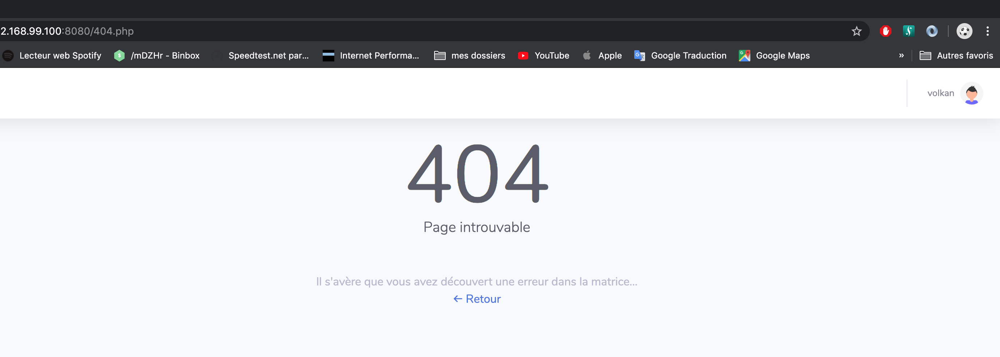 2.168.99.100:8080/404.php
Lecteur web Spotify /mDZHr - Binbox Speedtest.net par... Internet Performa... mes dossiers YouTube Apple Google Traduction Google Maps » Autres favoris
volkan
404
Page introuvable
Il s'avère que vous avez découvert une erreur dans la matrice...
← Retour